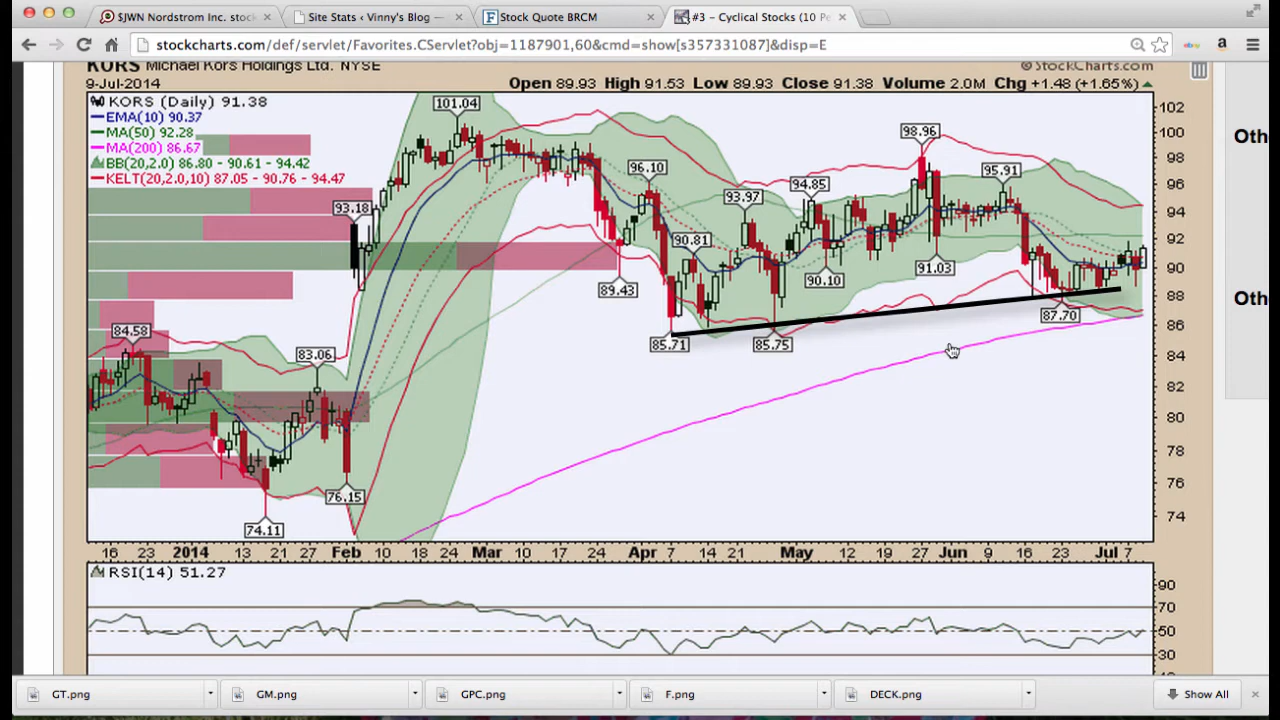 $JWN Nordstrom Inc. stoc
Site Stats ‹ Vinny's Blog —
Stock Quote BRCM
#3 – Cyclical Stocks (10 Pe
stockcharts.com/def/servlet/Favorites.CServlet?obj=1187901,60&cmd=show[s357331087]&disp=E
KORS Michael Kors Holdings Ltd. NYSE
© StockCharts.com
9-Jul-2014
Open 89.93 High 91.53 Low 89.93 Close 91.38 Volume 2.0M Chg +1.48 (+1.65%)
KORS (Daily) 91.38
EMA(10) 90.37
MA(50) 92.28
MA(200) 86.67
BB(20,2.0) 86.80 - 90.61 - 94.42
KELT(20,2.0,10) 87.05 - 90.76 - 94.47
101.04
98.96
96.10
95.91
94.85
93.97
93.18
90.81
91.03
90.10
89.43
87.70
85.71
85.75
84.58
83.06
76.15
74.11
102
100
98
96
94
92
90
88
86
84
82
80
78
76
74
Oth
Oth
16 23 2014 13 21 27 Feb 10 18 24 Mar 10 17 24 Apr 7 14 21 May 12 19 27 Jun 9 16 23 Jul 7
RSI(14) 51.27
90
70
50
30
GT.png
GM.png
GPC.png
F.png
DECK.png
Show All